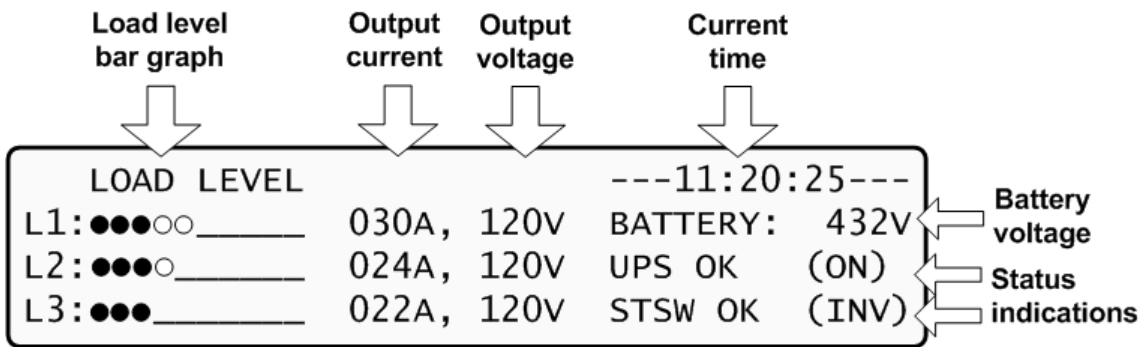 Load level bar graph
Output current
Output voltage
Current time
LOAD LEVEL ---11:20:25---
L1:●●●○○_____ 030A, 120V BATTERY: 432V
L2:●●●○______ 024A, 120V UPS OK (ON)
L3:●●●_______ 022A, 120V STSW OK (INV)
Battery voltage
Status indications